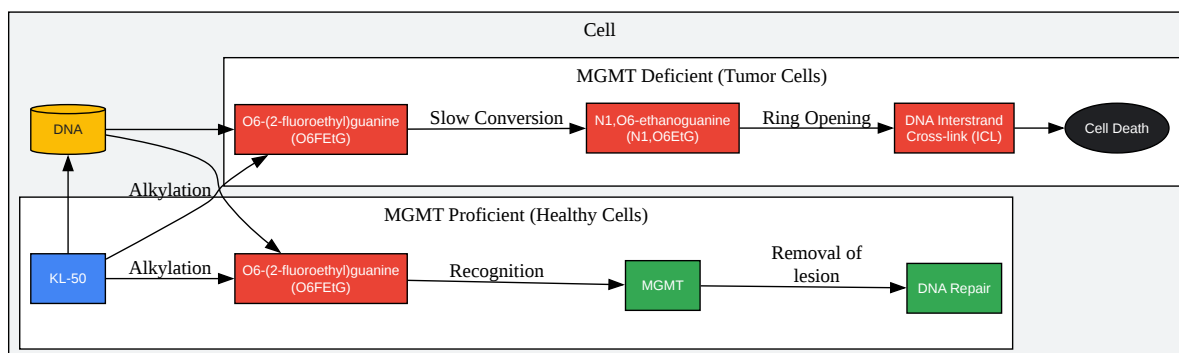 Cell
MGMT Deficient (Tumor Cells)
DNA
O6-(2-fluoroethyl)guanine
(O6FEtG)
Slow Conversion
N1,O6-ethanoguanine
(N1,O6EtG)
Ring Opening
DNA Interstrand
Cross-link (ICL)
Cell Death
Alkylation
MGMT Proficient (Healthy Cells)
KL-50
Alkylation
O6-(2-fluoroethyl)guanine
(O6FEtG)
Recognition
MGMT
Removal of
lesion
DNA Repair